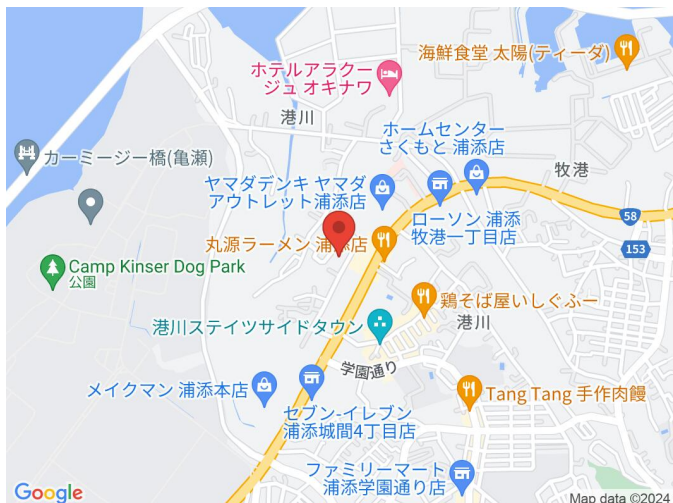 海鮮食堂 太陽(ティーダ)
ホテルアラクー
ジュ オキナワ
港川
ホームセンター
さくもと 浦添店
カーミージー橋(亀瀬)
牧港
ヤマダデンキ ヤマダ
アウトレット浦添店
ローソン 浦添
牧港一丁目店
58
153
丸源ラーメン 浦添店
Camp Kinser Dog Park
公園
鶏そば屋いしぐふー
港川
港川ステイツサイドタウン
学園通り
メイクマン 浦添本店
Tang Tang 手作肉饅
セブン-イレブン
浦添城間4丁目店
ファミリーマート
浦添学園通り店
Google
Map data ©2024